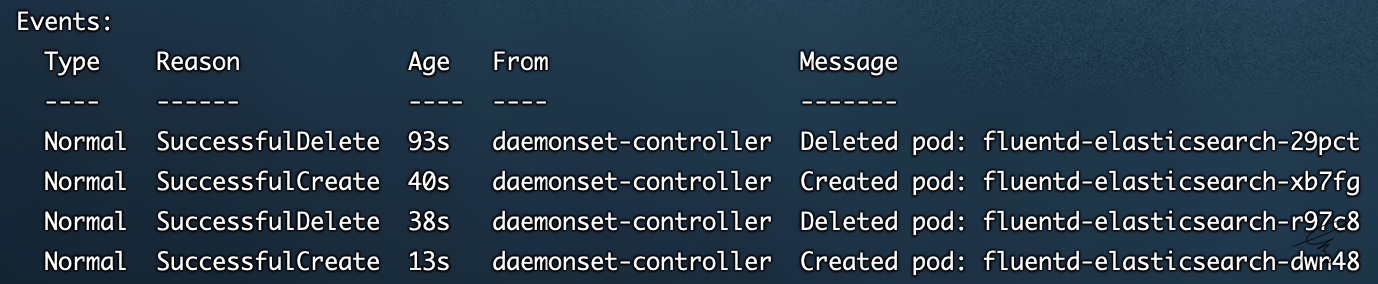 Events:
Type Reason Age From Message
---- ------ ---- ---- -------
Normal SuccessfulDelete 93s daemonset-controller Deleted pod: fluentd-elasticsearch-29pct
Normal SuccessfulCreate 40s daemonset-controller Created pod: fluentd-elasticsearch-xb7fg
Normal SuccessfulDelete 38s daemonset-controller Deleted pod: fluentd-elasticsearch-r97c8
Normal SuccessfulCreate 13s daemonset-controller Created pod: fluentd-elasticsearch-dwn48